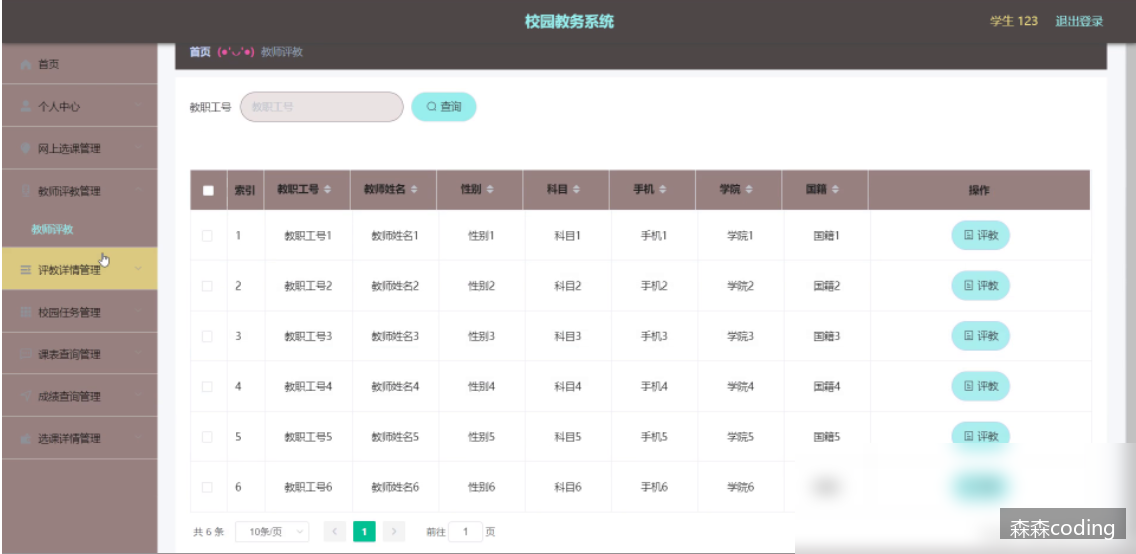 校园教务系统
学生 123 退出登录
首页 (●'◡'●) 教师评教
首页
个人中心
网上选课管理
教师评教管理
教师评教
评教详情管理
校园任务管理
课表查询管理
成绩查询管理
选课详情管理
教职工号 教职工号 查询
索引 教职工号 教师姓名 性别 科目 手机 学院 国籍 操作
1 教职工号1 教师姓名1 性别1 科目1 手机1 学院1 国籍1 评教
2 教职工号2 教师姓名2 性别2 科目2 手机2 学院2 国籍2 评教
3 教职工号3 教师姓名3 性别3 科目3 手机3 学院3 国籍3 评教
4 教职工号4 教师姓名4 性别4 科目4 手机4 学院4 国籍4 评教
5 教职工号5 教师姓名5 性别5 科目5 手机5 学院5 国籍5 评教
6 教职工号6 教师姓名6 性别6 科目6 手机6 学院6
共 6 条 10条/页 1 前往 1 页
森森coding